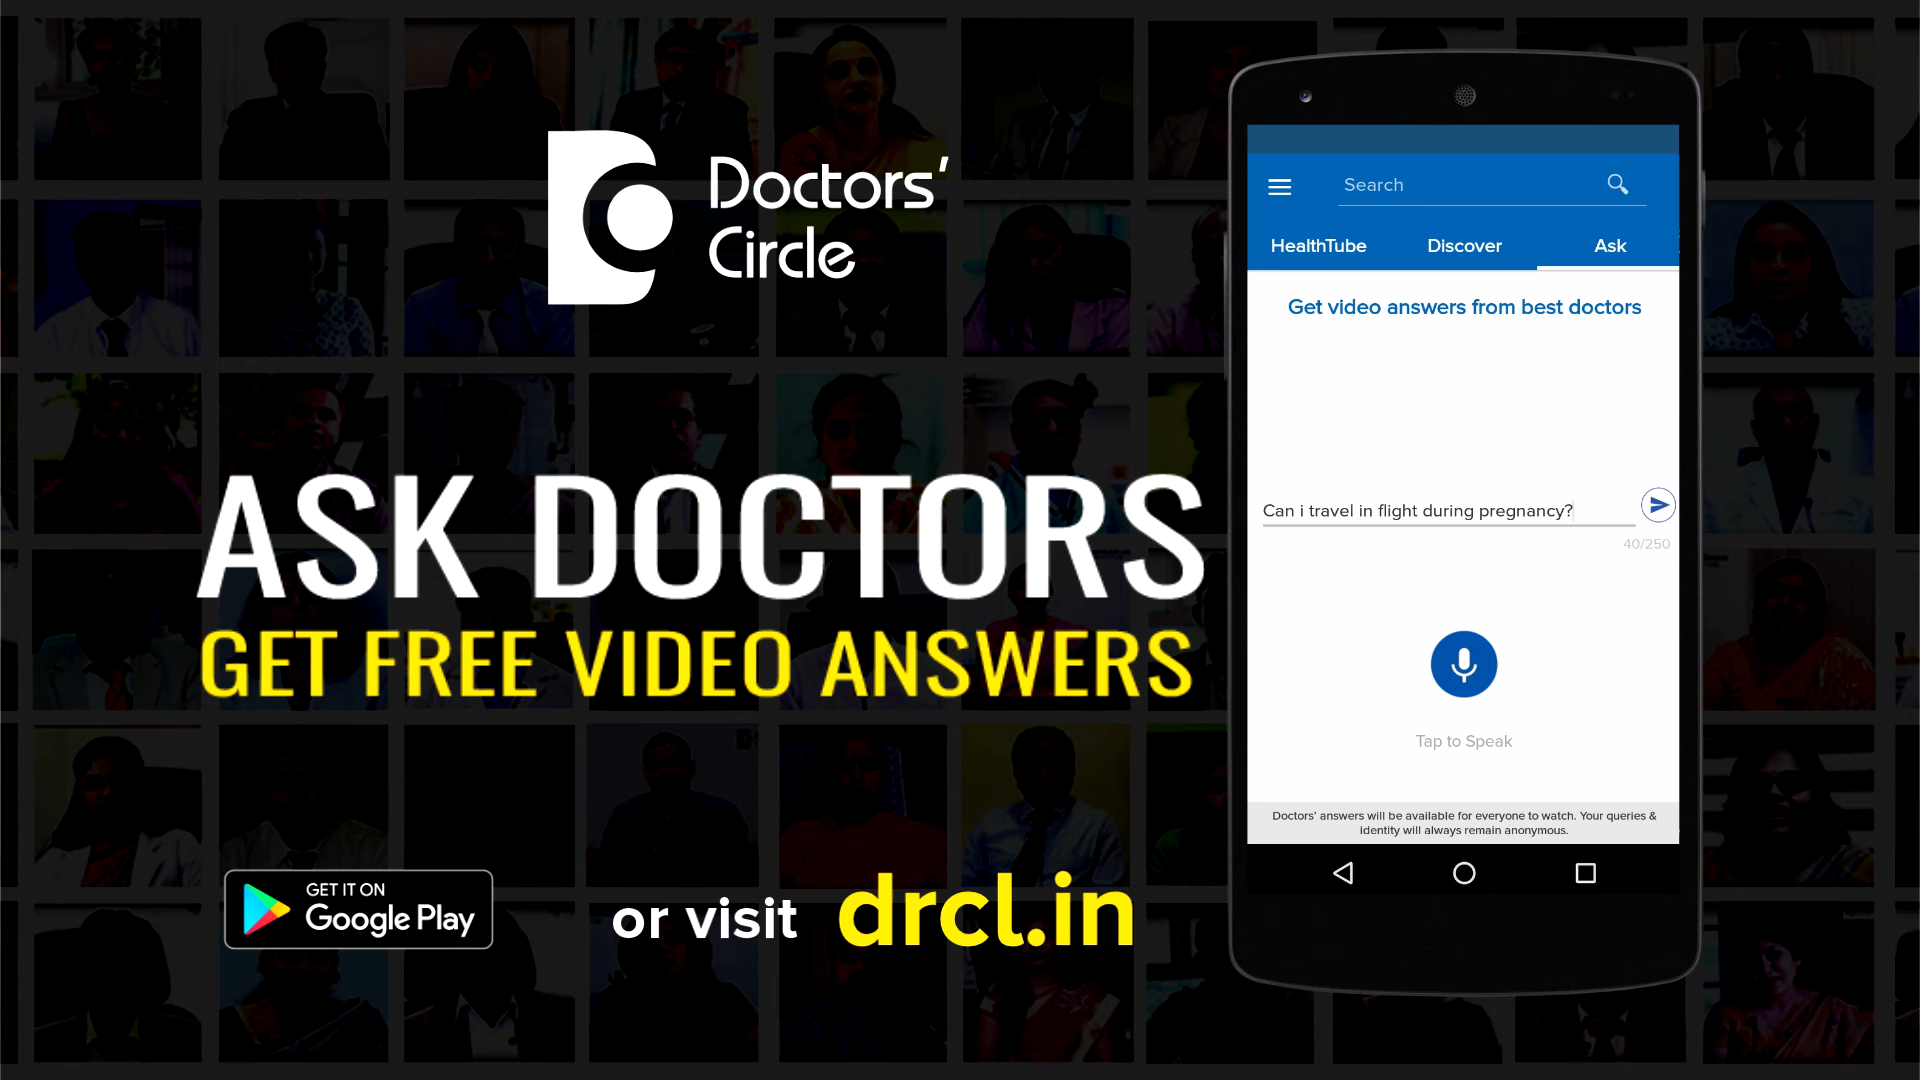 Doctors'
Circle
ASK DOCTORS
GET FREE VIDEO ANSWERS
GET IT ON
Google Play
or visit drcl.in
Search
HealthTube Discover Ask
Get video answers from best doctors
Can i travel in flight during pregnancy?
40/250
Tap to Speak
Doctors' answers will be available for everyone to watch. Your queries &
identity will always remain anonymous.